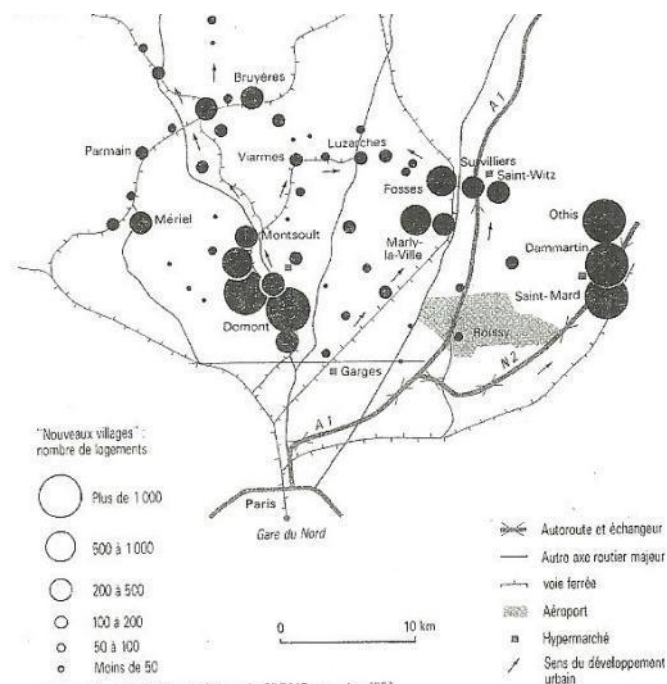 Bruyères
A1
Parmain
Viarmes
Luzarches
Survilliers
Saint-Witz
Fosses
Othis
Mériel
Montsoult
Marly-
la-Ville
Dammartin
Saint-Mard
Domont
Roissy
N2
Garges
A1
"Nouveaux villages" :
nombre de logements
Plus de 1 000
500 à 1 000
200 à 500
100 à 200
50 à 100
Moins de 50
Paris
Gare du Nord
0
10 km
Autoroute et échangeur
Autre axe routier majeur
voie ferrée
Aéroport
Hypermarché
Sens du développement
urbain